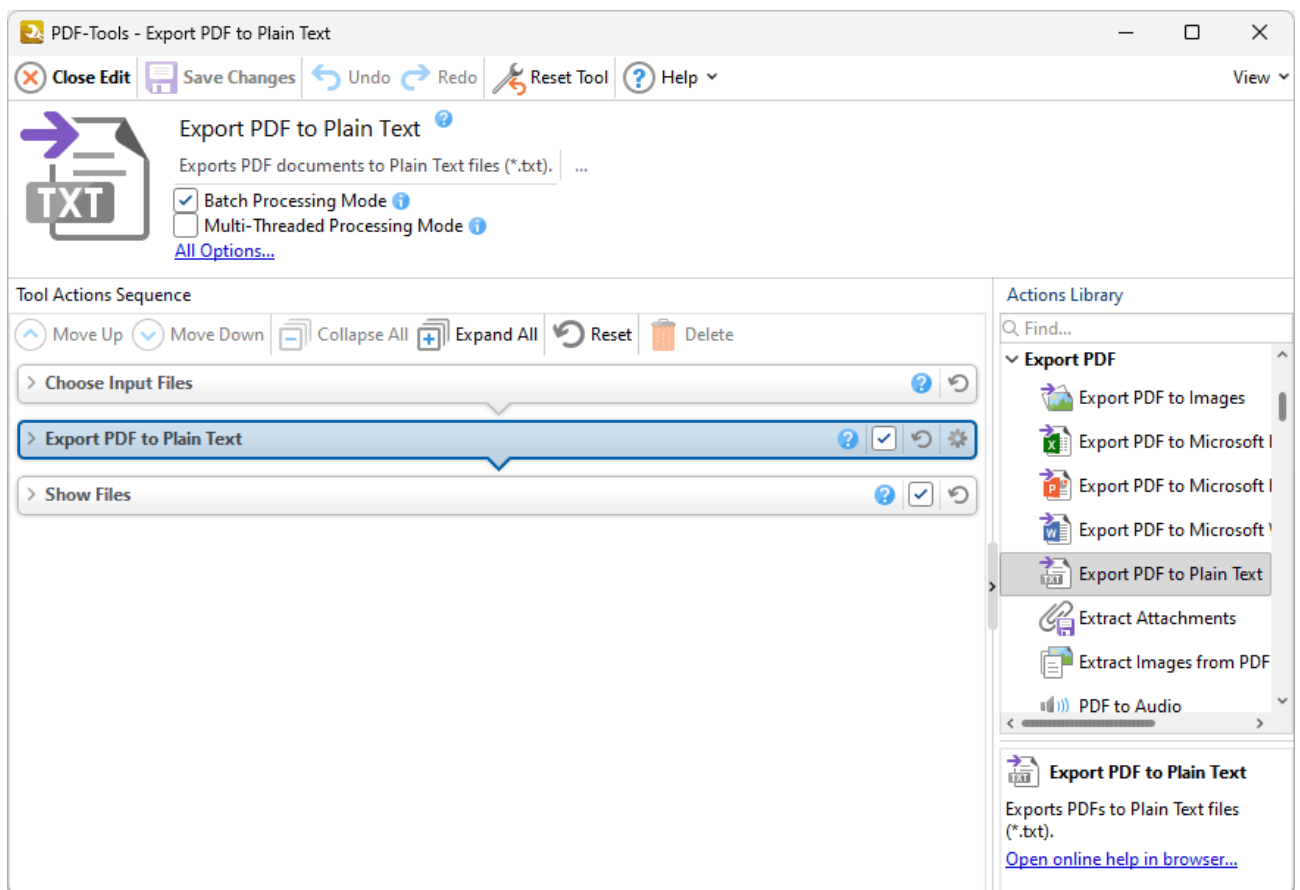 PDF-Tools - Export PDF to Plain Text
Close Edit Save Changes Undo Redo Reset Tool ? Help View
Export PDF to Plain Text ?
Exports PDF documents to Plain Text files (*.txt). ...
TXT
Batch Processing Mode i
Multi-Threaded Processing Mode i
All Options...
Tool Actions Sequence
Move Up Move Down Collapse All Expand All Reset Delete
Choose Input Files ?
Export PDF to Plain Text ?
Show Files ?
Actions Library
Find...
Export PDF
Export PDF to Images
Export PDF to Microsoft
Export PDF to Microsoft
Export PDF to Microsoft
Export PDF to Plain Text
Extract Attachments
Extract Images from PDF
PDF to Audio
TXT Export PDF to Plain Text
Exports PDFs to Plain Text files
(*.txt).
Open online help in browser...